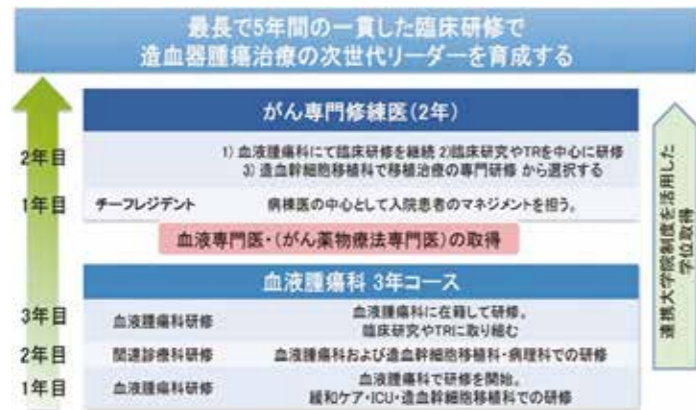 最長で5年間の一貫した臨床研修で
造血器腫瘍治療の次世代リーダーを育成する
がん専門修練医(2年)
2年目
1) 血液腫瘍科にて臨床研修を継続 2)臨床研究やTRを中心に研修
3) 造血幹細胞移植科で移植治療の専門研修 から選択する
1年目 チーフレジデント 病棟医の中心として入院患者のマネジメントを担う。
血液専門医・(がん薬物療法専門医)の取得
血液腫瘍科 3年コース
3年目 血液腫瘍科研修 血液腫瘍科に在籍して研修。
臨床研究やTRに取り組む
2年目 関連診療科研修 血液腫瘍科および造血幹細胞移植科・病理科での研修
1年目 血液腫瘍科研修 血液腫瘍科で研修を開始。
緩和ケア・ICU・造血幹細胞移植科での研修
連携大学院制度を活用した
学位取得